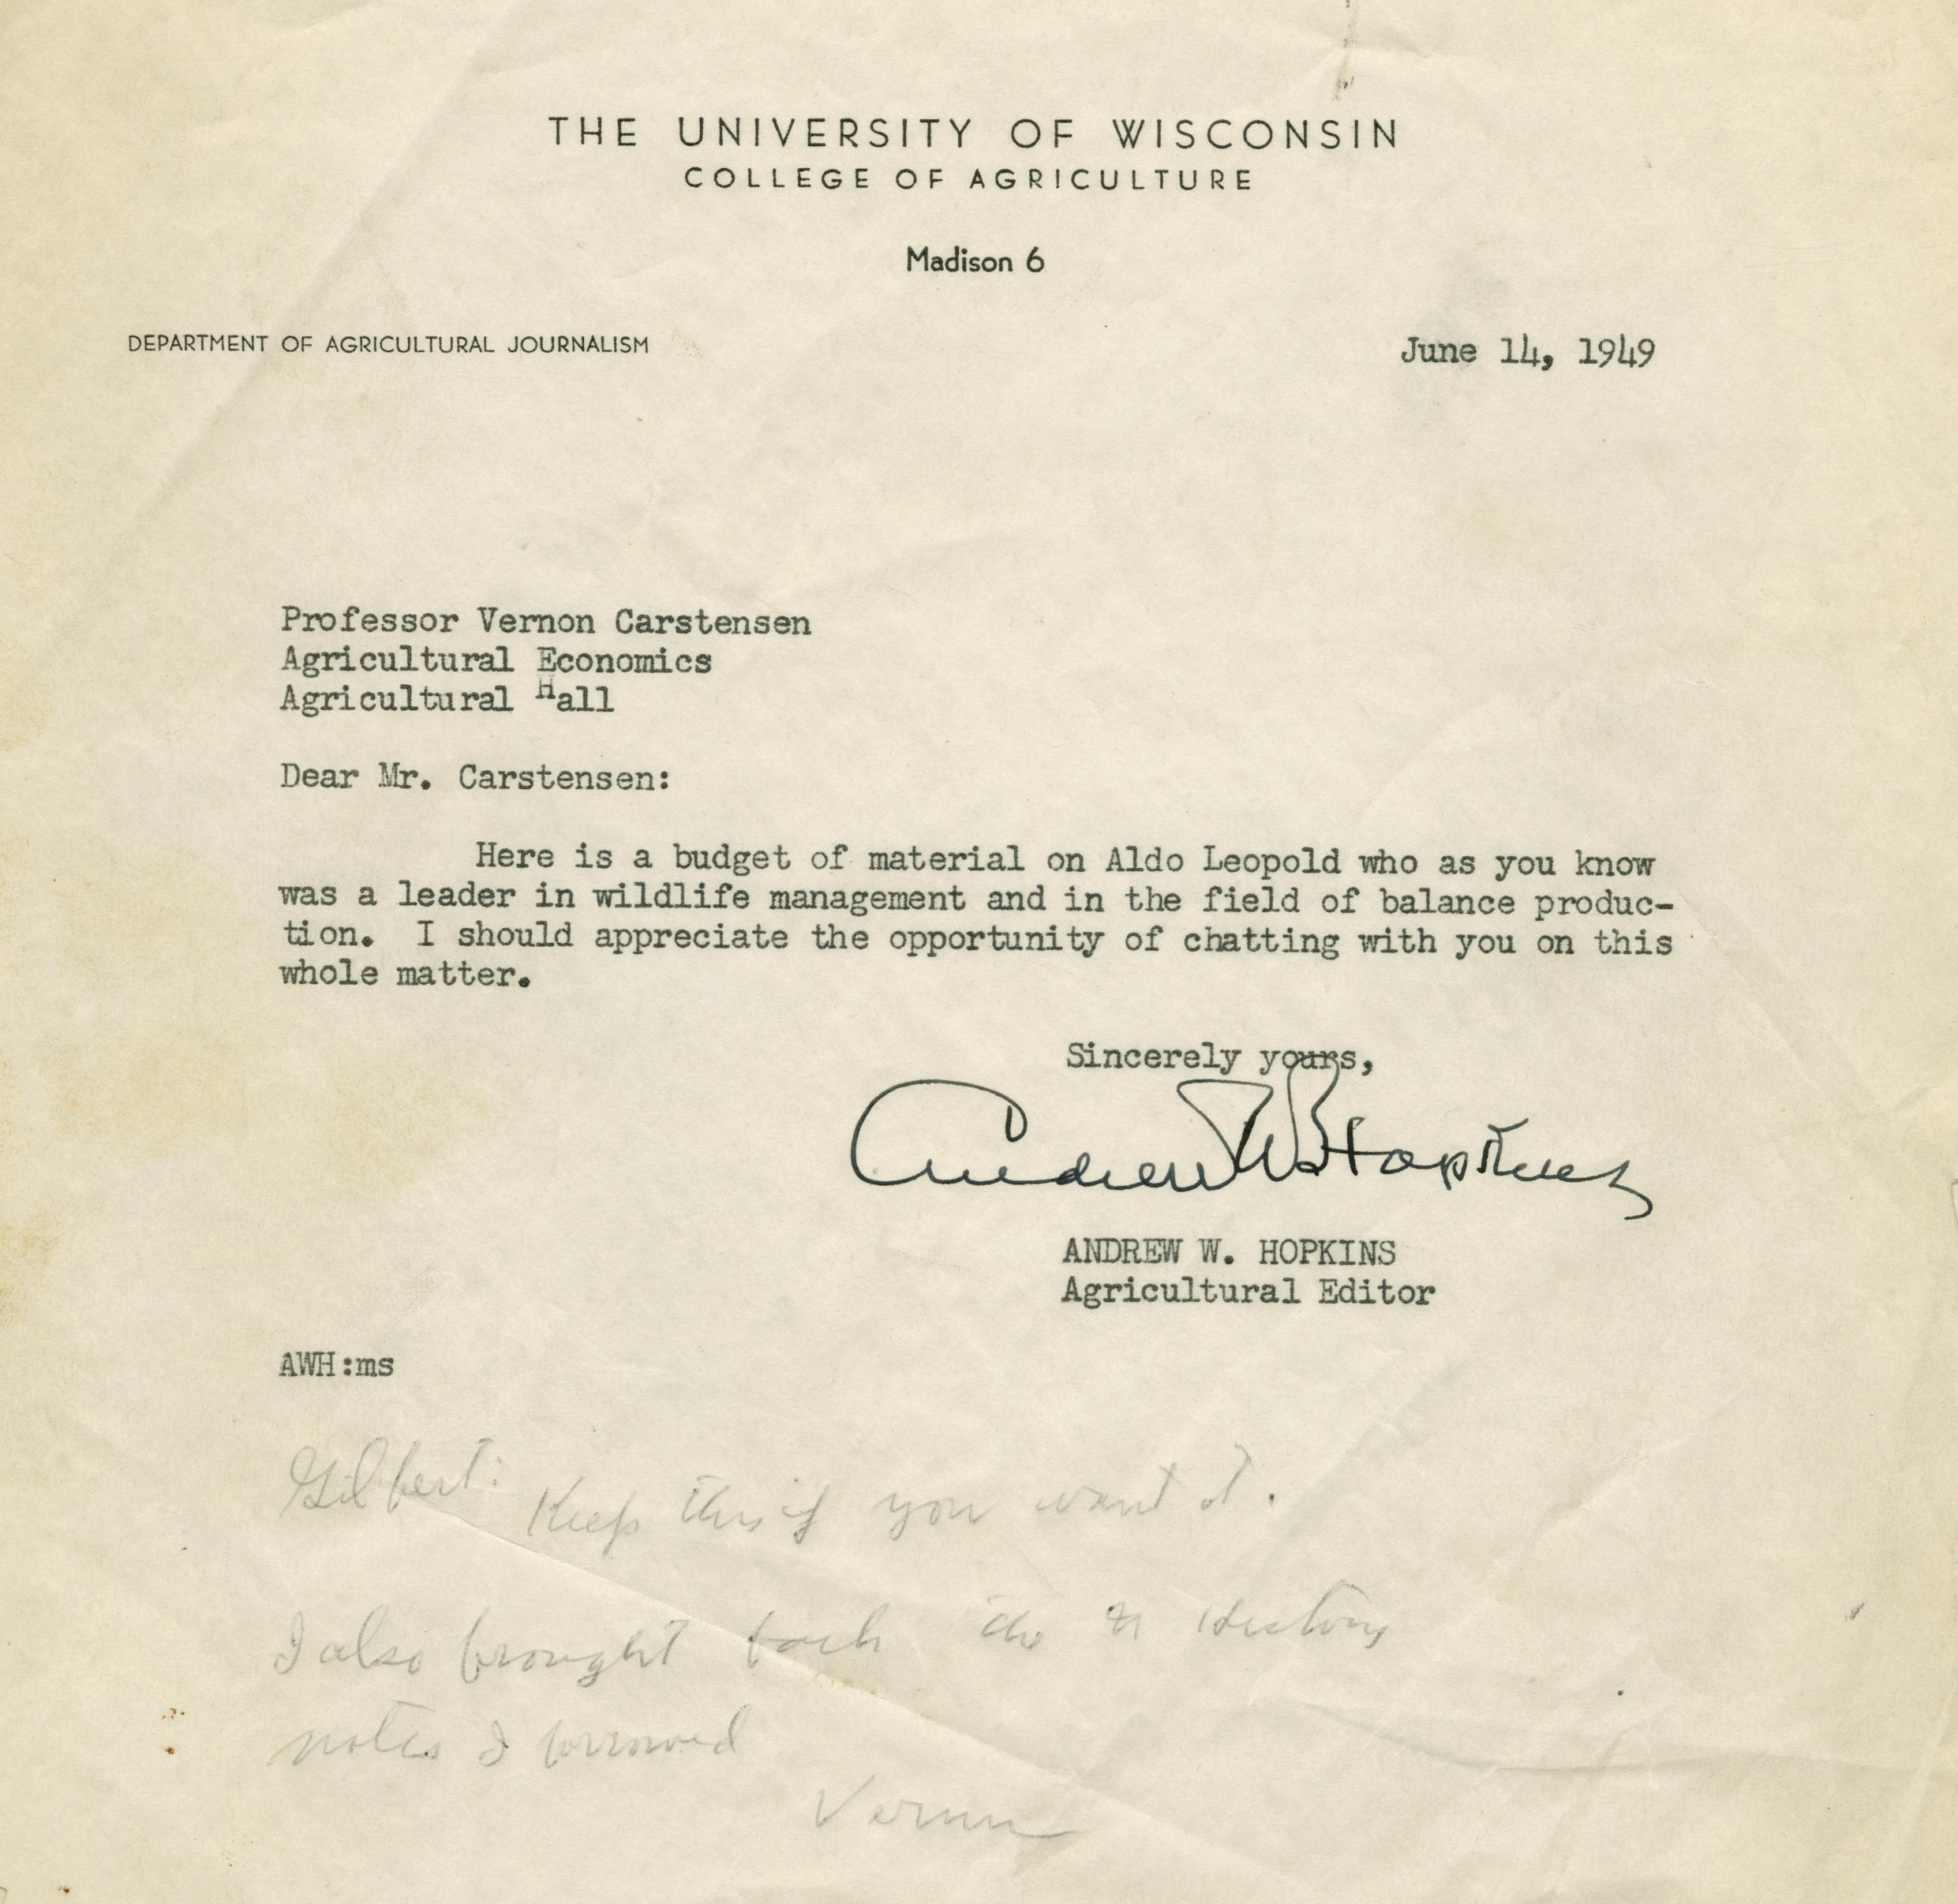 THE UNIVERSITY OF WISCONSIN
COLLEGE OF AGRICULTURE
Madison 6
DEPARTMENT OF AGRICULTURAL JOURNALISM
June 14, 1949
Professor Vernon Carstensen
Agricultural Economics
Agricultural Hall
Dear Mr. Carstensen:
Here is a budget of material on Aldo Leopold who as you know
was a leader in wildlife management and in the field of balance produc-
tion. I should appreciate the opportunity of chatting with you on this
whole matter.
Sincerely yours,
Andrew W Hopkins
ANDREW W. HOPKINS
Agricultural Editor
AWH:ms
Gilbert:
Keep this if you want it.
I also brought back the History
notes I borrowed
Vernon